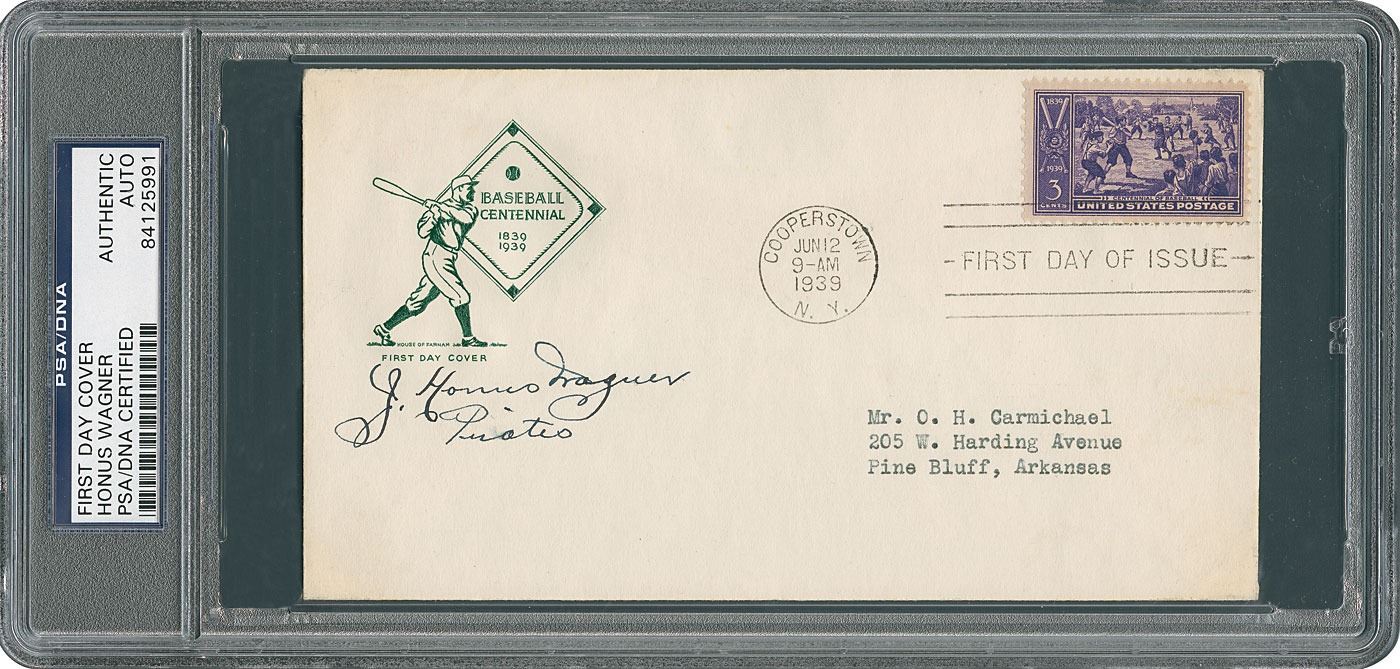 PSA/DNA
FIRST DAY COVER
HONUS WAGNER
PSA/DNA CERTIFIED
AUTHENTIC
AUTO
84125991
BASEBALL
CENTENNIAL
1839
1939
HOUSE OF FARNAM
FIRST DAY COVER
J. Honus Wagner
Pirates
COOPERSTOWN
JUN 12
9-AM
1939
N. Y.
1839
1939
3
CENTS
CENTENNIAL OF BASEBALL
UNITED STATES POSTAGE
FIRST DAY OF ISSUE
Mr. O. H. Carmichael
205 W. Harding Avenue
Pine Bluff, Arkansas
PSA